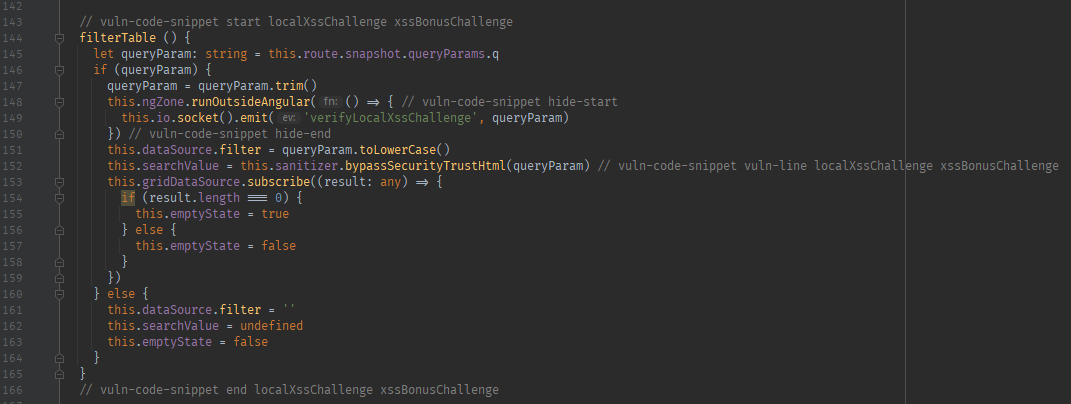 142
143 // vuln-code-snippet start localXssChallenge xssBonusChallenge
144 filterTable () {
145 let queryParam: string = this.route.snapshot.queryParams.q
146 if (queryParam) {
147 queryParam = queryParam.trim()
148 this.ngZone.runOutsideAngular( fn: () => { // vuln-code-snippet hide-start
149 this.io.socket().emit( ev: 'verifyLocalXssChallenge', queryParam)
150 }) // vuln-code-snippet hide-end
151 this.dataSource.filter = queryParam.toLowerCase()
152 this.searchValue = this.sanitizer.bypassSecurityTrustHtml(queryParam) // vuln-code-snippet vuln-line localXssChallenge xssBonusChallenge
153 this.gridDataSource.subscribe((result: any) => {
154 if (result.length === 0) {
155 this.emptyState = true
156 } else {
157 this.emptyState = false
158 }
159 })
160 } else {
161 this.dataSource.filter = ''
162 this.searchValue = undefined
163 this.emptyState = false
164 }
165 }
166 // vuln-code-snippet end localXssChallenge xssBonusChallenge